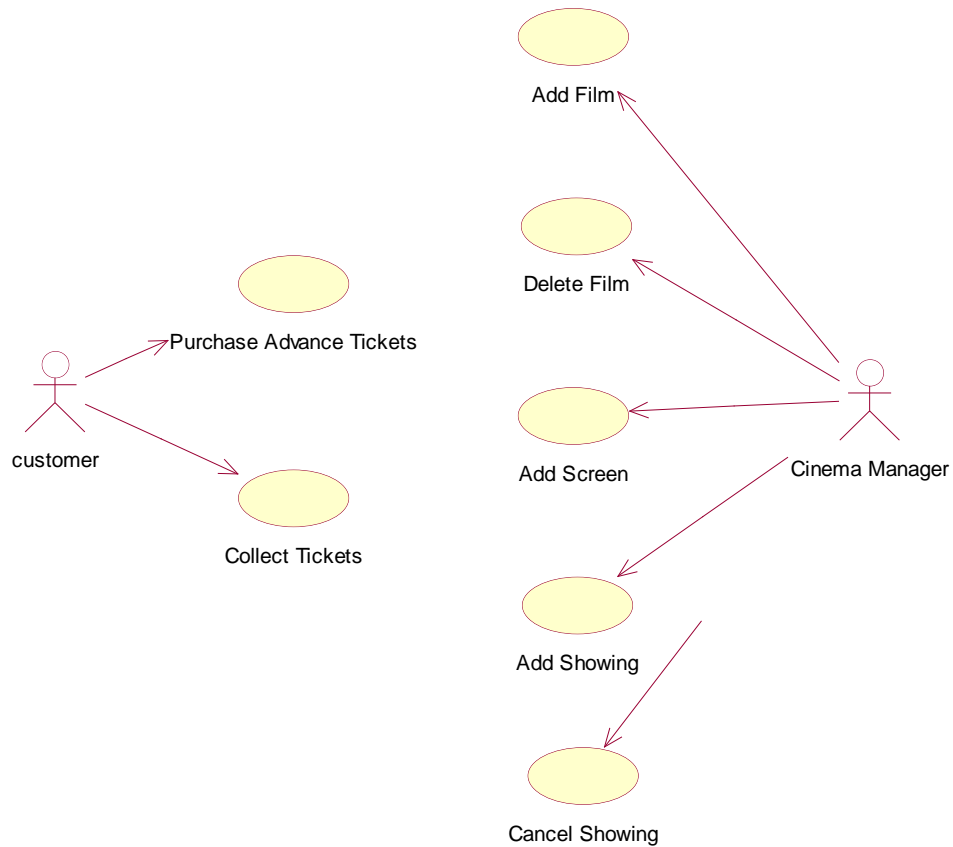 Add Film
Delete Film
Purchase Advance Tickets
customer
Add Screen
Cinema Manager
Collect Tickets
Add Showing
Cancel Showing